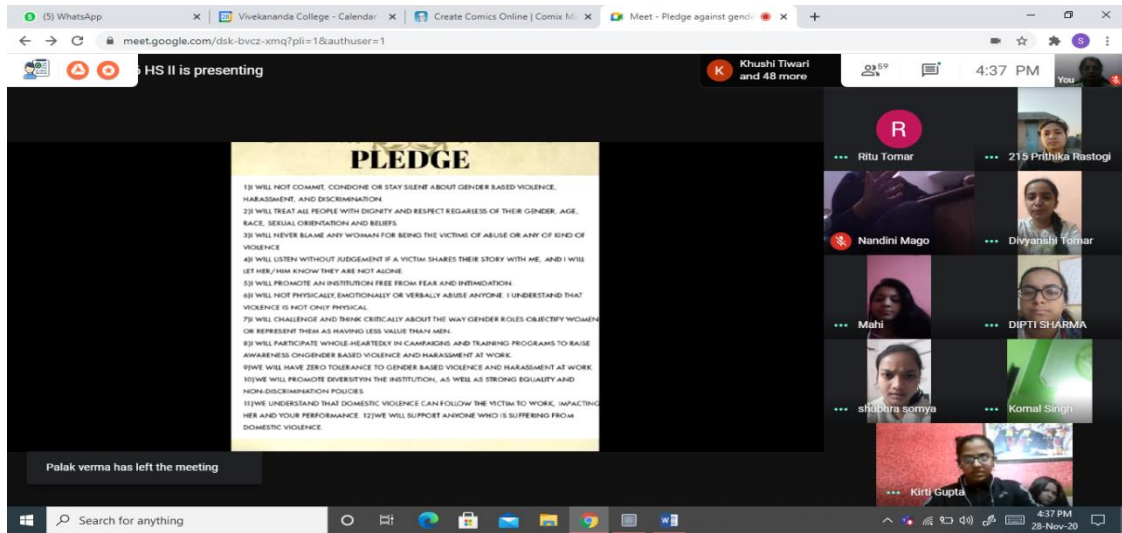 (5) WhatsApp
Vivekananda College - Calendar
Create Comics Online | Comix M
Meet - Pledge against gende
meet.google.com/dsk-bvcz-xmq?pli=1&authuser=1
S
HS II is presenting
K
Khushi Tiwari
and 48 more
59
4:37 PM
You
PLEDGE
1)I WILL NOT COMMIT, CONDONE OR STAY SILENT ABOUT GENDER BASED VIOLENCE,
HARASSMENT, AND DISCRIMINATION
2)I WILL TREAT ALL PEOPLE WITH DIGNITY AND RESPECT REGARLESS OF THEIR GENDER, AGE,
RACE, SEXUAL ORIENTATION AND BELIEFS.
3)I WILL NEVER BLAME ANY WOMAN FOR BEING THE VICTIMS OF ABUSE OR ANY OF KIND OF
VIOLENCE
4)I WILL LISTEN WITHOUT JUDGEMENT IF A VICTIM SHARES THEIR STORY WITH ME, AND I WILL
LET HER/HIM KNOW THEY ARE NOT ALONE
5)I WILL PROMOTE AN INSTITUTION FREE FROM FEAR AND INTIMIDATION.
6)I WILL NOT PHYSICALLY, EMOTIONALLY OR VERBALLY ABUSE ANYONE. I UNDERSTAND THAT
VIOLENCE IS NOT ONLY PHYSICAL
7)I WILL CHALLENGE AND THINK CRITICALLY ABOUT THE WAY GENDER ROLES OBJECTIFY WOMEN
OR REPRESENT THEM AS HAVING LESS VALUE THAN MEN.
8)I WILL PARTICIPATE WHOLE-HEARTEDLY IN CAMPAIGNS AND TRAINING PROGRAMS TO RAISE
AWARENESS ONGENDER BASED VIOLENCE AND HARASSMENT AT WORK.
9)WE WILL HAVE ZERO TOLERANCE TO GENDER BASED VIOLENCE AND HARASSMENT AT WORK
10)WE WILL PROMOTE DIVERSITYIN THE INSTITUTION, AS WELL AS STRONG EQUALITY AND
NON-DISCRIMINATION POLICIES
11)WE UNDERSTAND THAT DOMESTIC VIOLENCE CAN FOLLOW THE VICTIM TO WORK, IMPACTING
HER AND YOUR PERFORMANCE. 12)WE WILL SUPPORT ANYONE WHO IS SUFFERING FROM
DOMESTIC VIOLENCE.
R
Ritu Tomar
215 Prithika Rastogi
Nandini Mago
Divyanshi Tomar
Mahi
DIPTI SHARMA
shubhra somya
Komal Singh
Kirti Gupta
Palak verma has left the meeting
Search for anything
4:37 PM
28-Nov-20